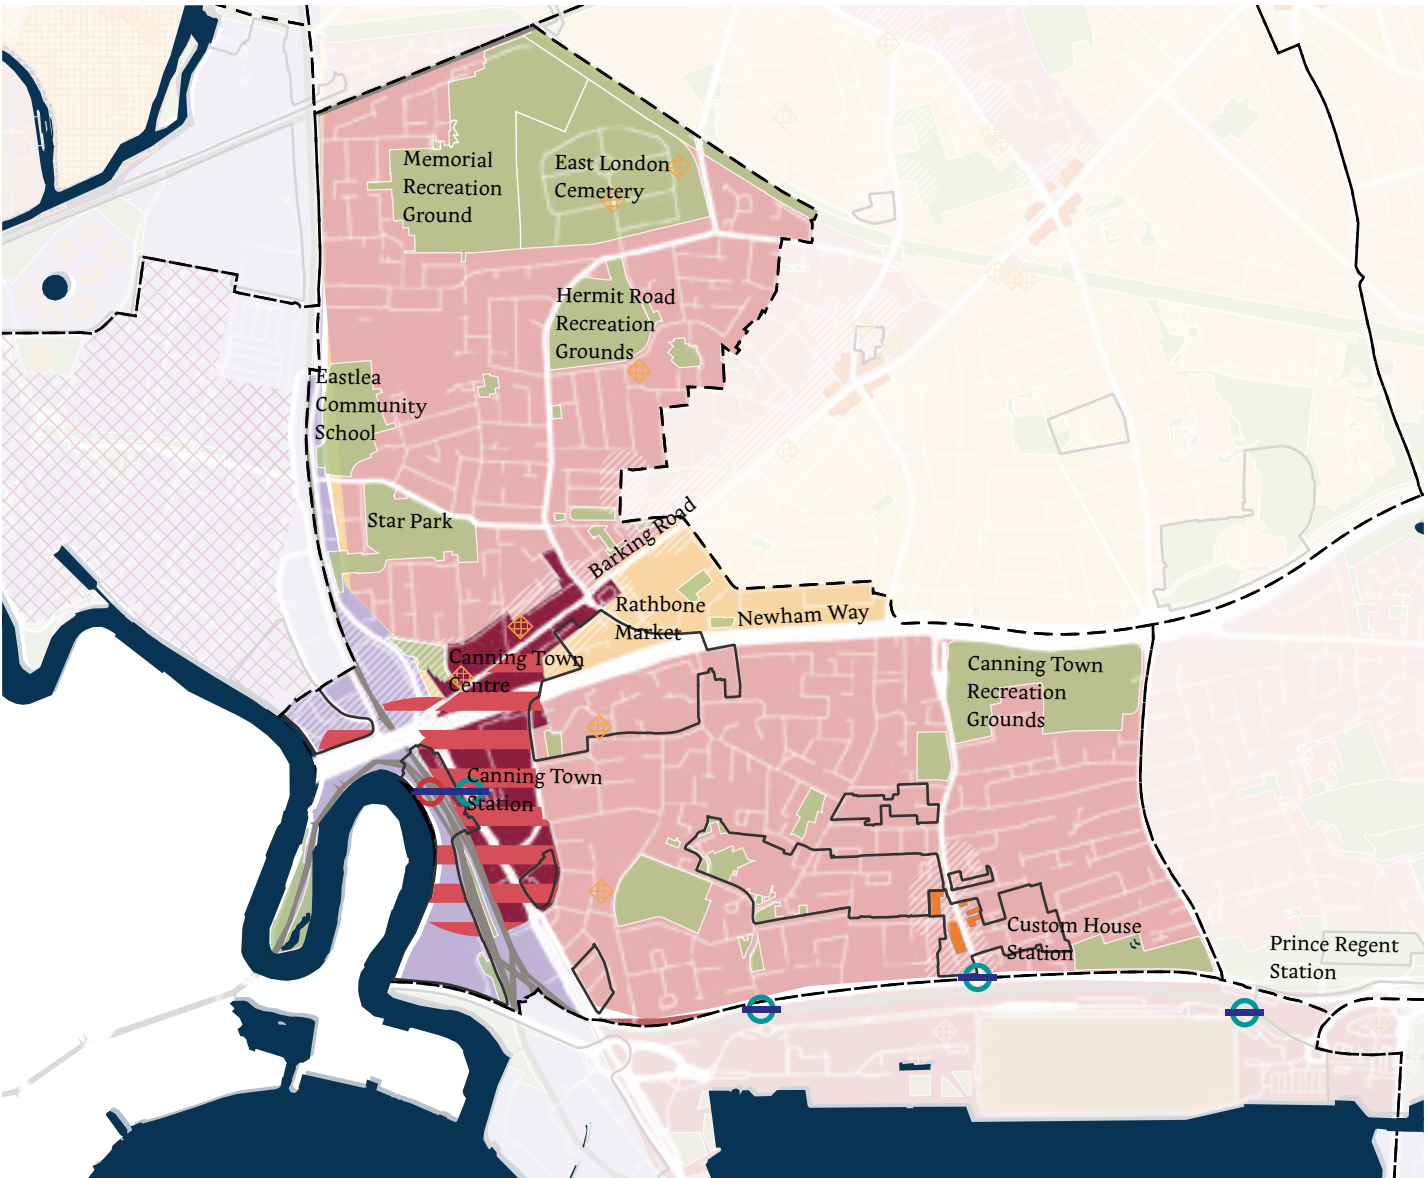 Memorial
Recreation
Ground
East London
Cemetery
Hermit Road
Recreation
Grounds
Eastlea
Community
School
Star Park
Barking Road
Rathbone
Market
Newham Way
Canning Town
Centre
Canning Town
Recreation
Grounds
Canning Town
Station
Custom House
Station
Prince Regent
Station